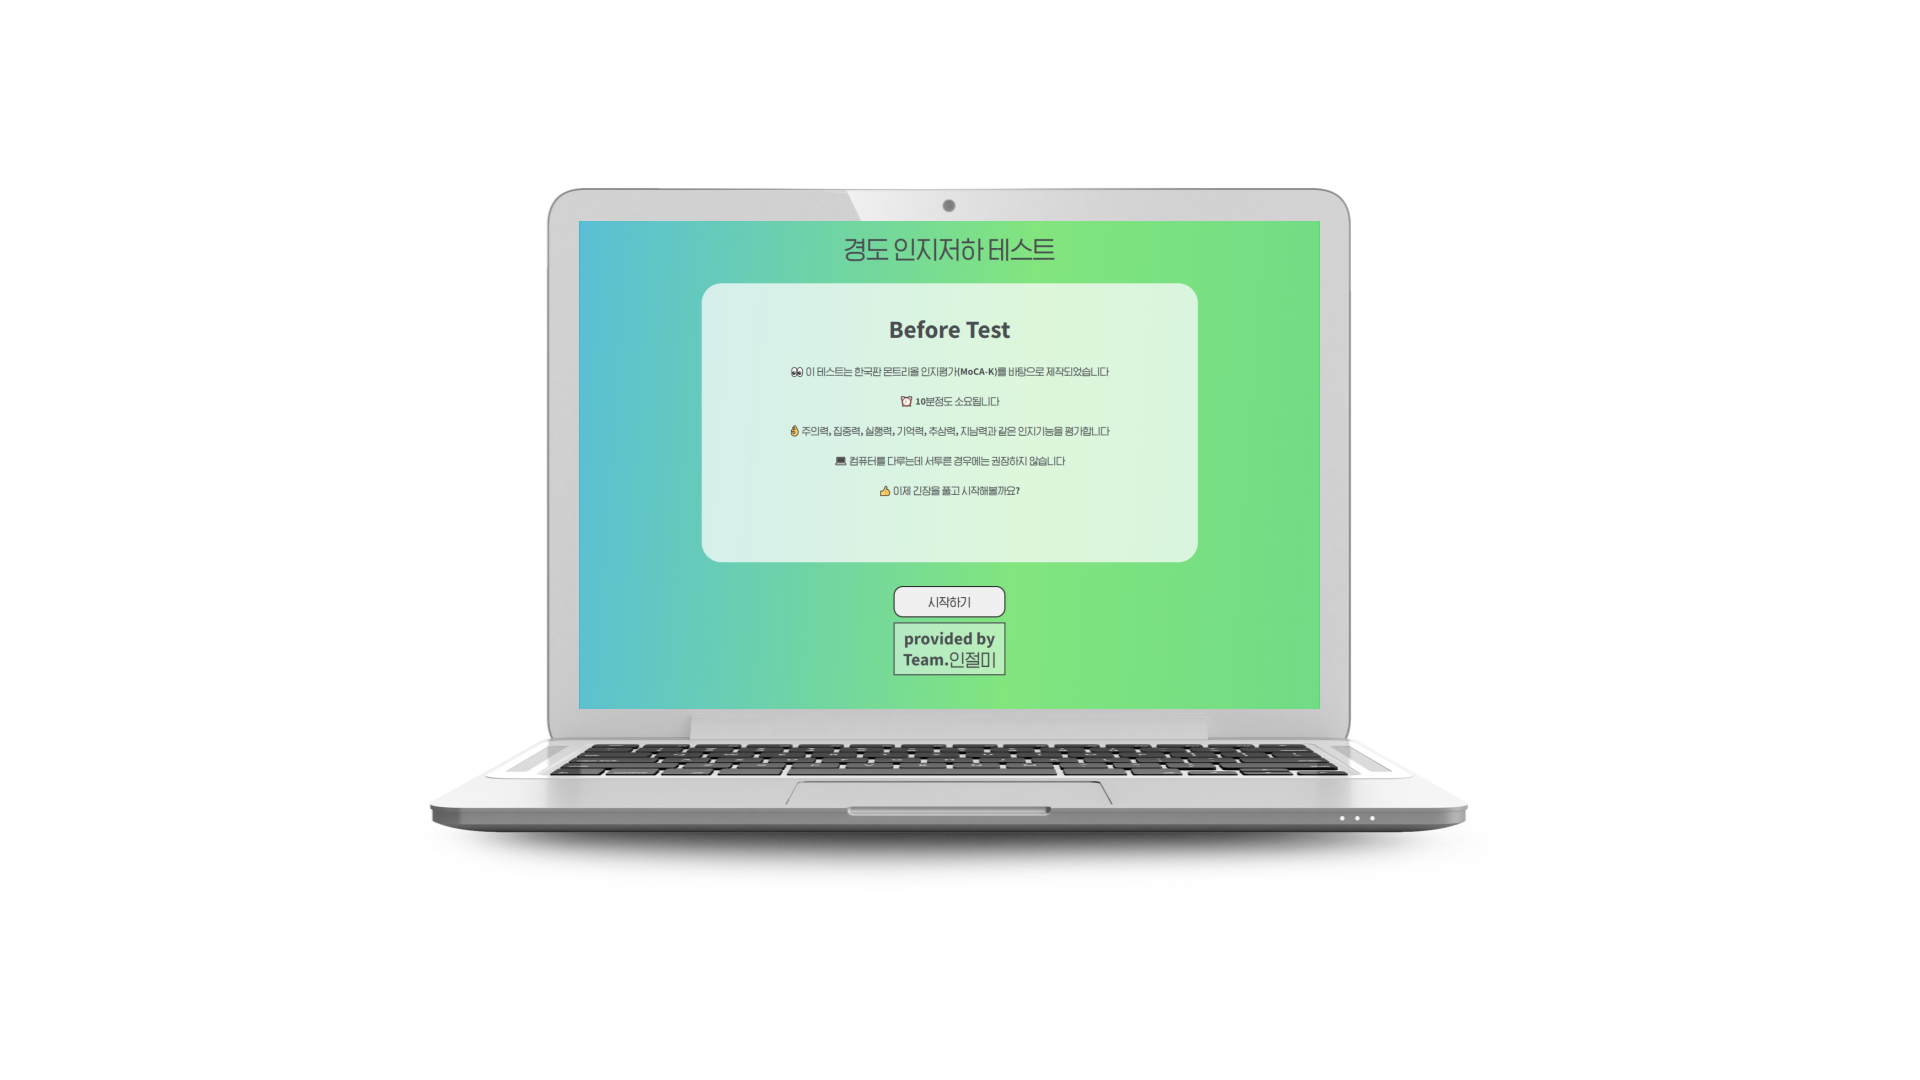 경도 인지저하 테스트
Before Test
👀 이 테스트는 한국판 몬트리올 인지평가(MoCA-K)를 바탕으로 제작되었습니다
⏰ 10분정도 소요됩니다
👌 주의력, 집중력, 실행력, 기억력, 추상력, 지남력과 같은 인지기능을 평가합니다
💻 컴퓨터를 다루는데 서투른 경우에는 권장하지 않습니다
👍 이제 긴장을 풀고 시작해볼까요?
시작하기
provided by
Team.인절미